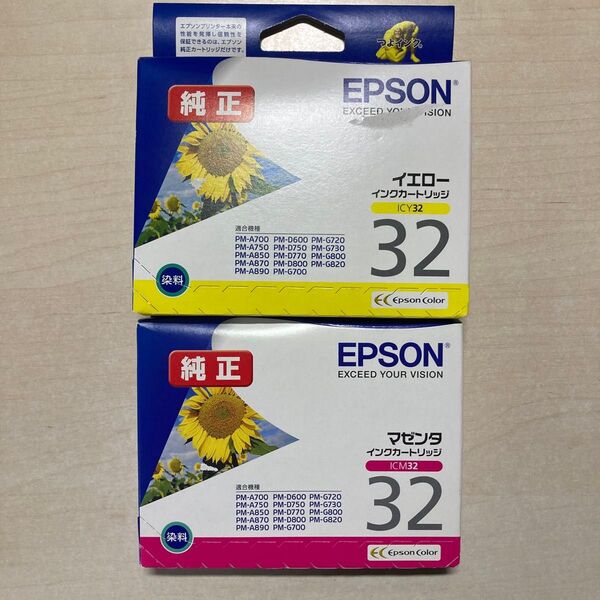 エプソンプリンター本来の
性能を発揮し信頼性を
保証できるのは、エプソン
純正カートリッジだけです。
つよインク。
純正
EPSON®
EXCEED YOUR VISION
イエロー
インクカートリッジ
ICY32
32
適合機種
PM-A700 PM-D600 PM-G720
PM-A750 PM-D750 PM-G730
PM-A850 PM-D770 PM-G800
PM-A870 PM-D800 PM-G820
PM-A890 PM-G700
染料
EC Epson Color
純正
EPSON®
EXCEED YOUR VISION
マゼンタ
インクカートリッジ
ICM32
32
適合機種
PM-A700 PM-D600 PM-G720
PM-A750 PM-D750 PM-G730
PM-A850 PM-D770 PM-G800
PM-A870 PM-D800 PM-G820
PM-A890 PM-G700
染料
EC Epson Color